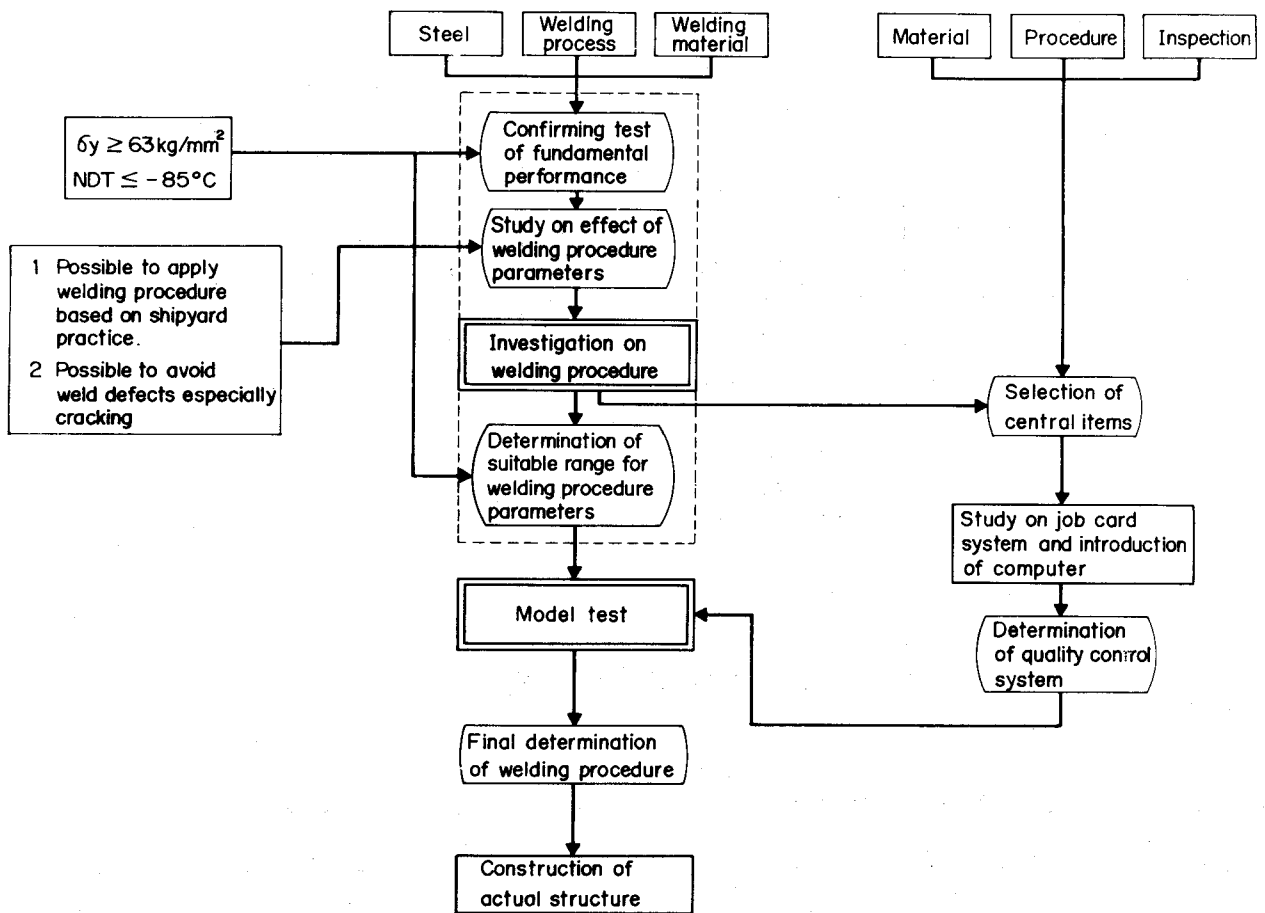 Steel
Welding
process
Welding
material
Material
Procedure
Inspection
σy ≥ 63 kg/mm²
NDT ≤ -85°C
Confirming test
of fundamental
performance
Study on effect of
welding procedure
parameters
1 Possible to apply
welding procedure
based on shipyard
practice.
2 Possible to avoid
weld defects especially
cracking
Investigation on
welding procedure
Selection of
central items
Determination of
suitable range for
welding procedure
parameters
Study on job card
system and introduction
of computer
Model test
Determination
of quality control
system
Final determination
of welding procedure
Construction of
actual structure